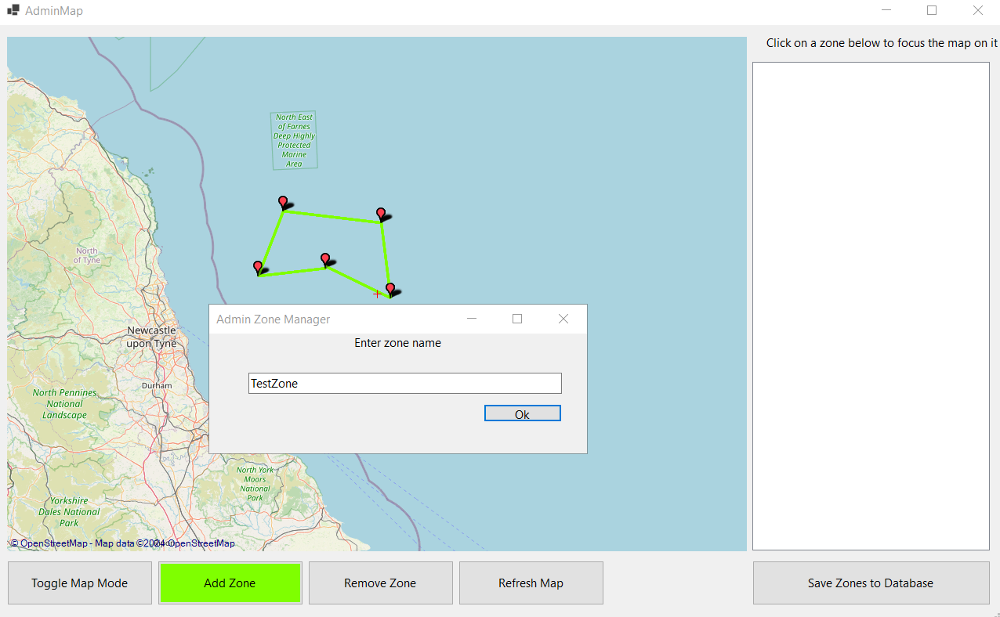 AdminMap
Click on a zone below to focus the map on it
North East
of Farnes
Deep Highly
Protected
Marine
Area
North
of Tyne
Newcastle
upon Tyne
Durham
North Pennines
National
Landscape
North York
Moors
National
Park
Yorkshire
Dales National
Park
Admin Zone Manager
Enter zone name
TestZone
Ok
© OpenStreetMap - Map data ©2024 OpenStreetMap
Toggle Map Mode
Add Zone
Remove Zone
Refresh Map
Save Zones to Database